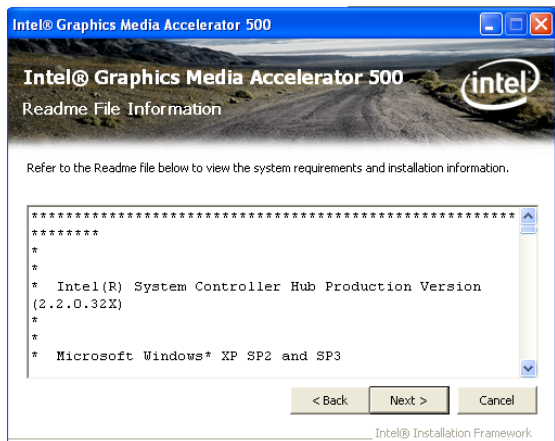 Intel® Graphics Media Accelerator 500
Intel® Graphics Media Accelerator 500
Readme File Information
intel
Refer to the Readme file below to view the system requirements and installation information.
*******************************************************
********
*
*
* Intel(R) System Controller Hub Production Version
(2.2.0.32X)
*
*
* Microsoft Windows* XP SP2 and SP3
< Back Next > Cancel
Intel® Installation Framework